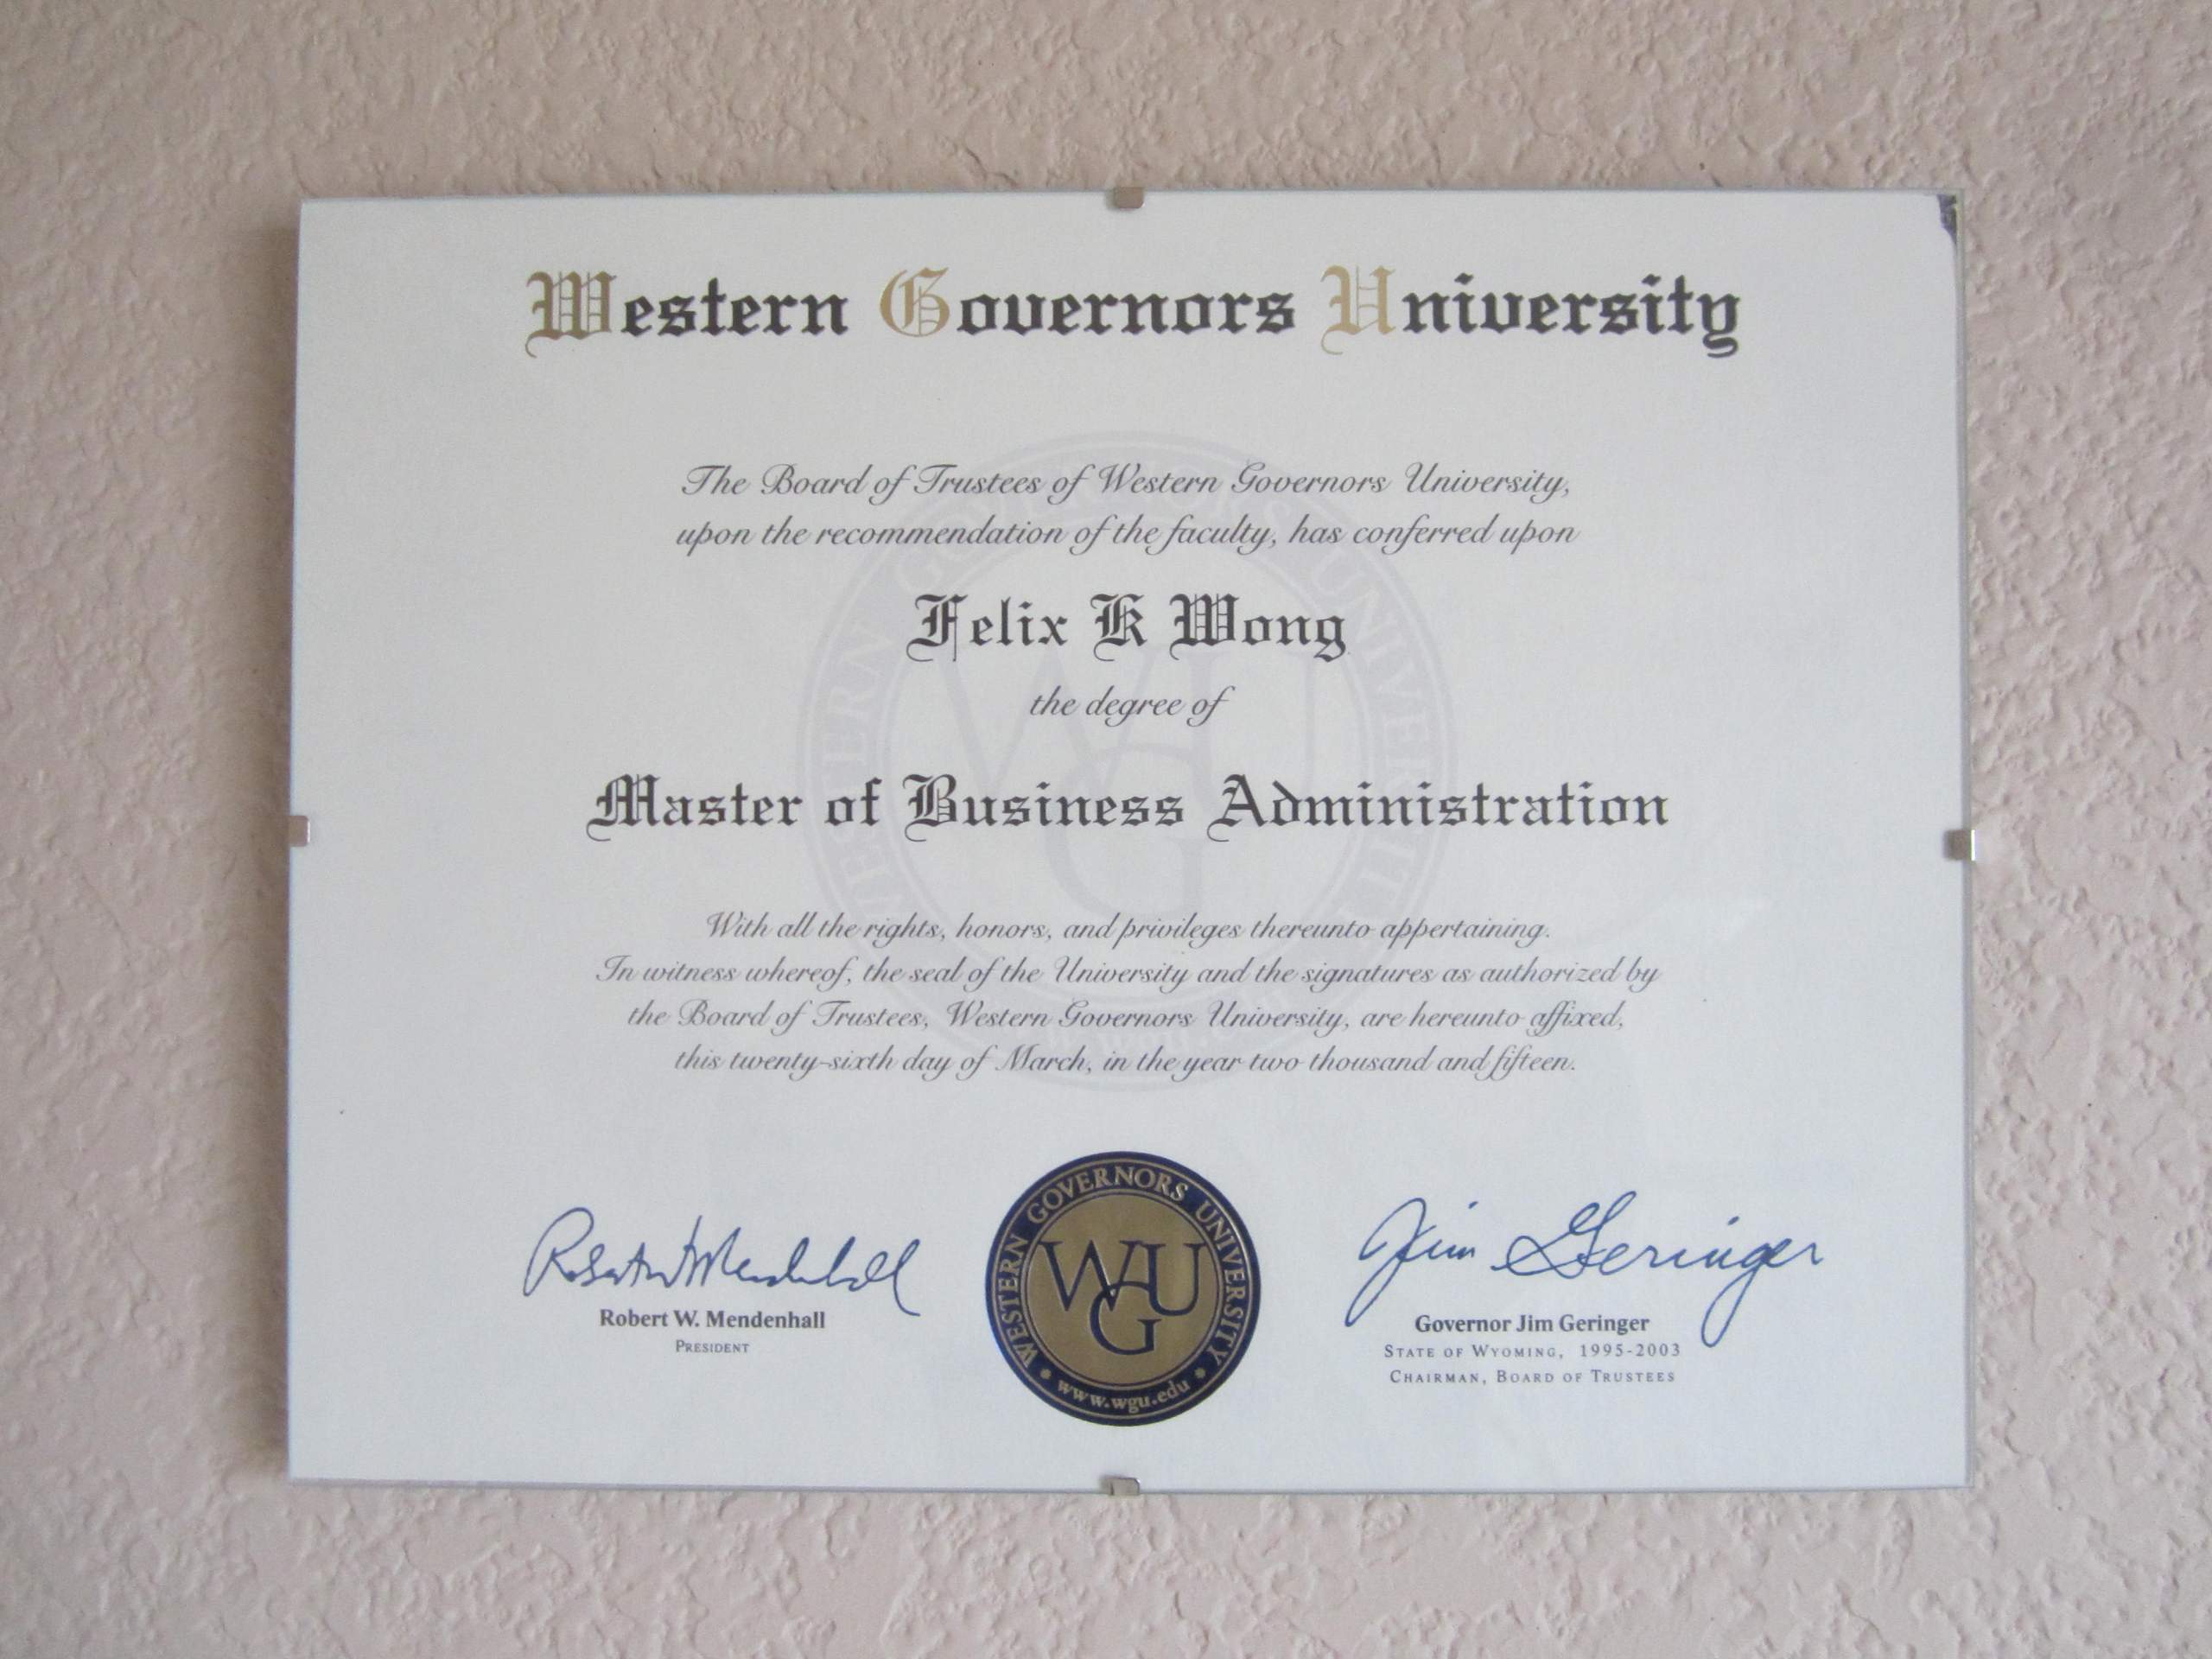 Western Governors University
The Board of Trustees of Western Governors University,
upon the recommendation of the faculty, has conferred upon
Felix K Wong
the degree of
Master of Business Administration
With all the rights, honors, and privileges thereunto appertaining.
In witness whereof, the seal of the University and the signatures as authorized by
the Board of Trustees, Western Governors University, are hereunto affixed,
this twenty-sixth day of March, in the year two thousand and fifteen.
Robert W Mendenhall
Robert W. Mendenhall
PRESIDENT
WESTERN GOVERNORS UNIVERSITY
WGU
www.wgu.edu
Jim Geringer
Governor Jim Geringer
STATE OF WYOMING, 1995-2003
CHAIRMAN, BOARD OF TRUSTEES